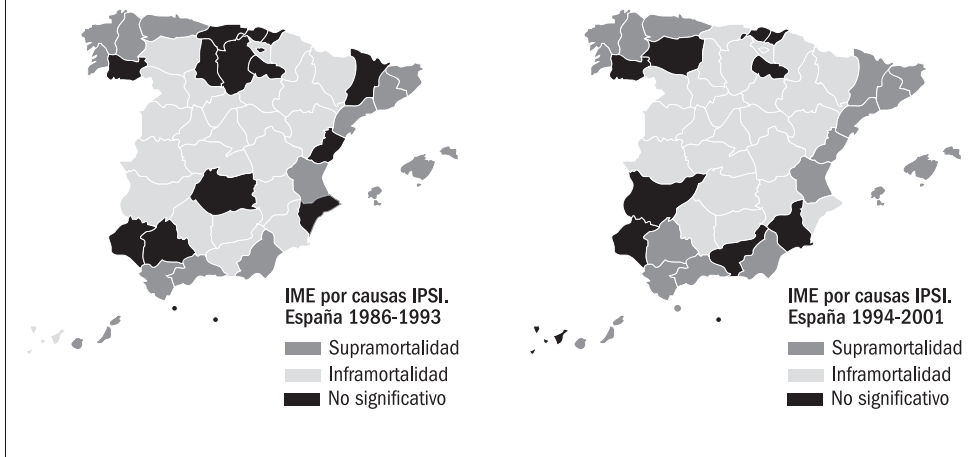 IME por causas IPSI.
España 1986-1993
Supramortalidad
Inframortalidad
No significativo
IME por causas IPSI.
España 1994-2001
Supramortalidad
Inframortalidad
No significativo